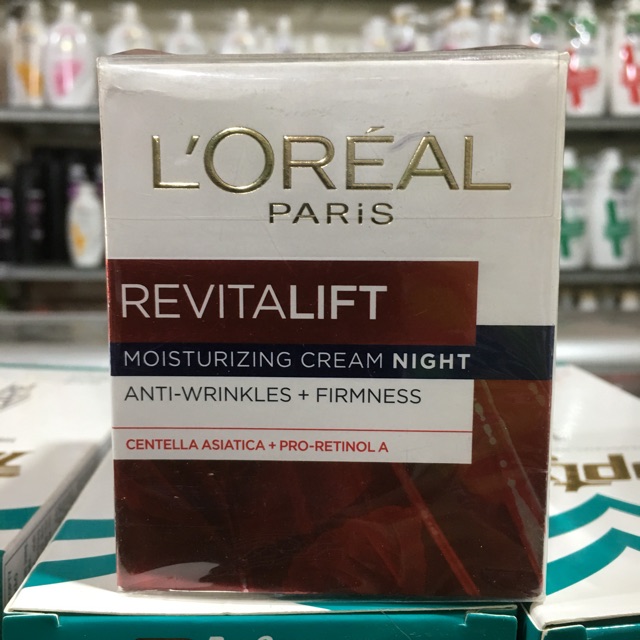 L'ORÉAL
PARiS
REVITALIFT
MOISTURIZING CREAM NIGHT
ANTI-WRINKLES + FIRMNESS
CENTELLA ASIATICA + PRO-RETINOL A